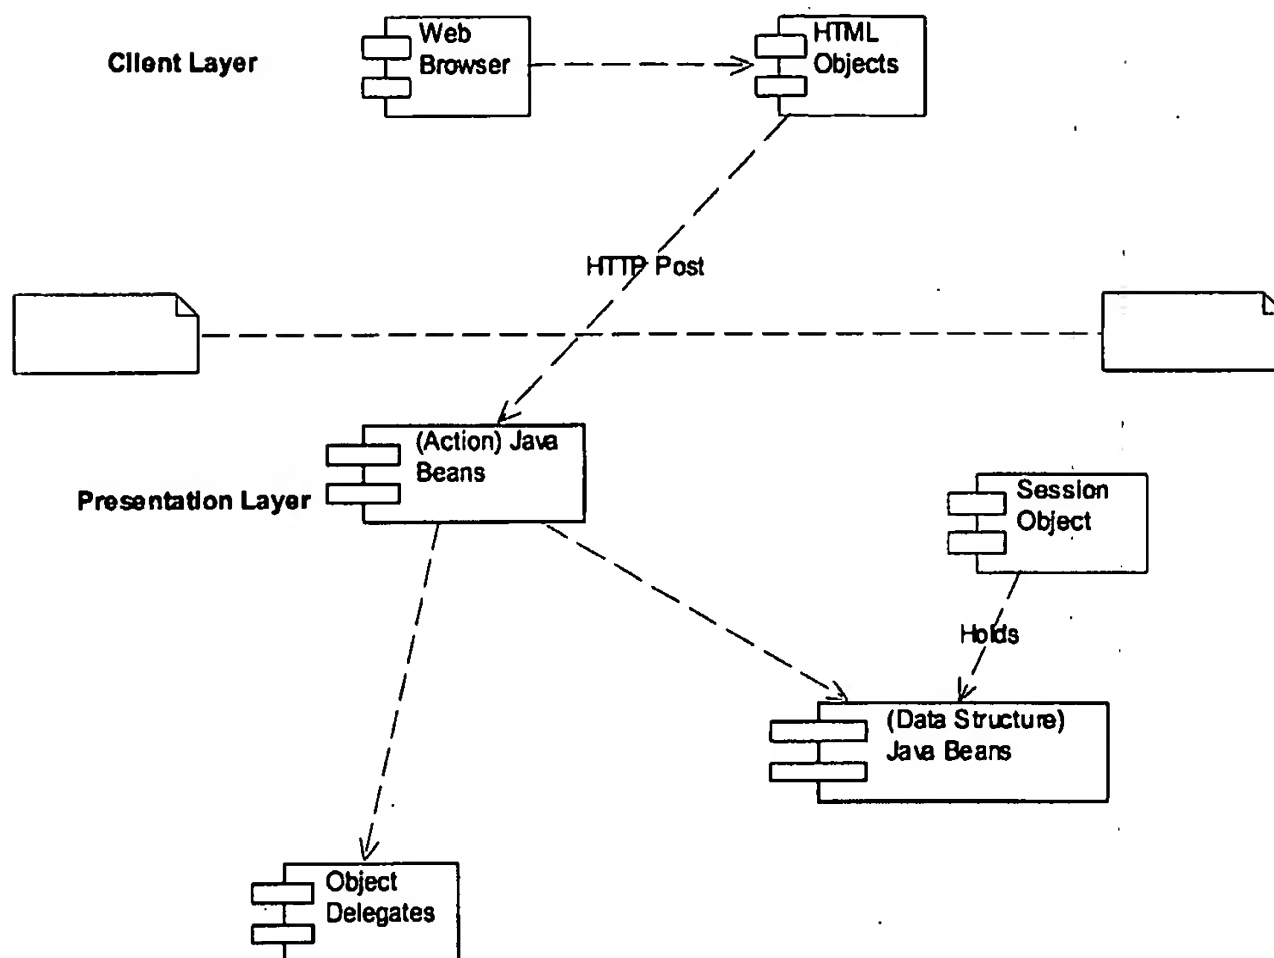 Web
Browser
HTML
Objects
Client Layer
HTTP Post
(Action) Java
Beans
Presentation Layer
Session
Object
Holds
(Data Structure)
Java Beans
Object
Delegates